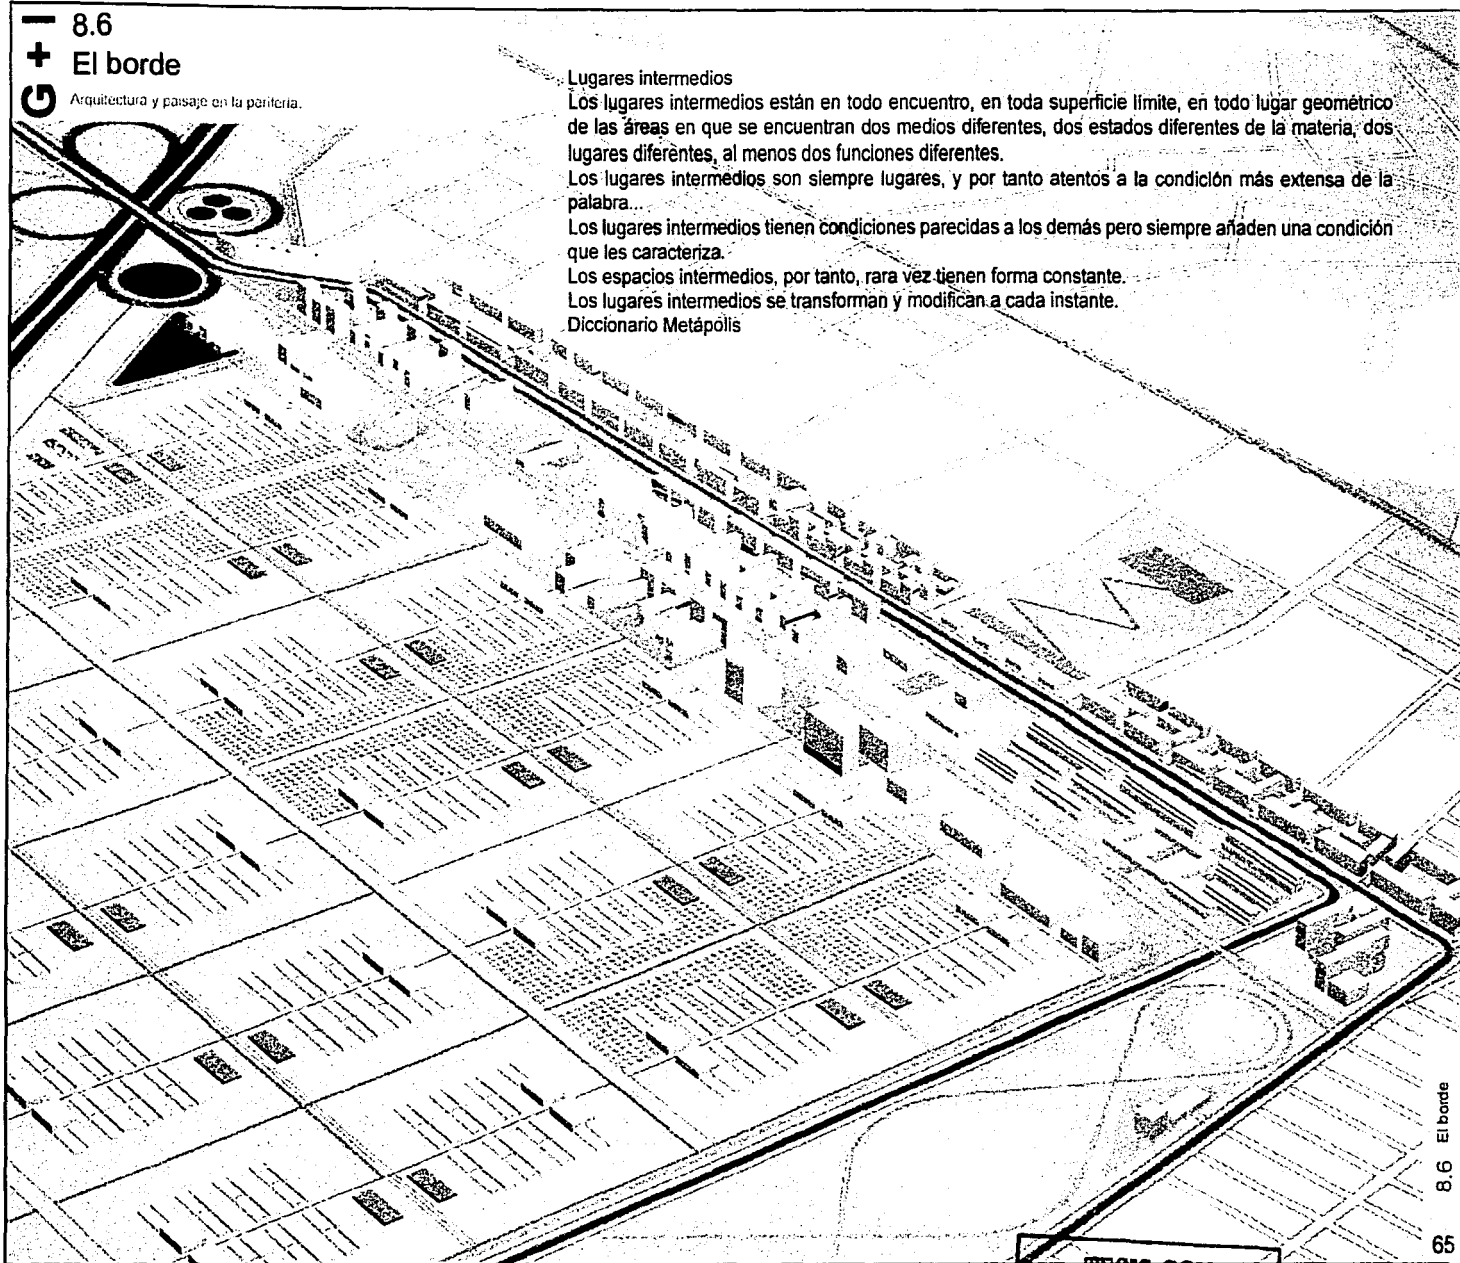 G + I
8.6
El borde
Arquitectura y paisaje en la periferia.
Lugares intermedios
Los lugares intermedios están en todo encuentro, en toda superficie límite, en todo lugar geométrico
de las áreas en que se encuentran dos medios diferentes, dos estados diferentes de la materia, dos
lugares diferentes, al menos dos funciones diferentes.
Los lugares intermedios son siempre lugares, y por tanto atentos a la condición más extensa de la
palabra...
Los lugares intermedios tienen condiciones parecidas a los demás pero siempre añaden una condición
que les caracteriza.
Los espacios intermedios, por tanto, rara vez tienen forma constante.
Los lugares intermedios se transforman y modifican a cada instante.
Diccionario Metápolis
8.6 El borde
65